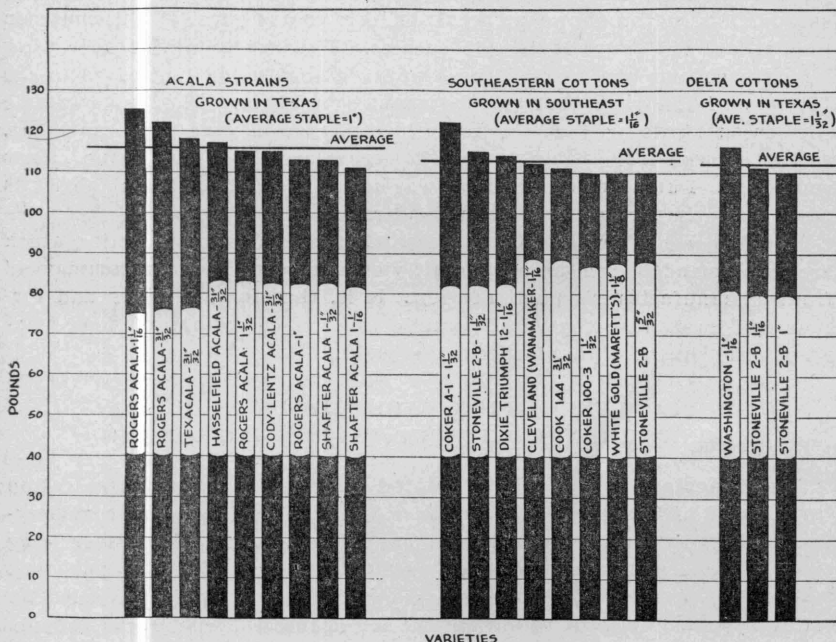 ACALA STRAINS
GROWN IN TEXAS
(AVERAGE STAPLE=1")
AVERAGE
SOUTHEASTERN COTTONS
GROWN IN SOUTHEAST
(AVERAGE STAPLE=1 1/16")
AVERAGE
DELTA COTTONS
GROWN IN TEXAS
(AVE. STAPLE=1 1/32")
AVERAGE
130
120
110
100
90
80
70
60
50
40
30
20
10
0
POUNDS
ROGERS ACALA-1 1/16"
ROGERS ACALA-31/32"
TEXACALA-31/32"
HASSELFIELD ACALA-31/32"
ROGERS ACALA-1 1/32"
CODY-LENTZ ACALA-31/32"
ROGERS ACALA-1"
SHAFTER ACALA 1-1/32"
SHAFTER ACALA 1-1/16"
COKER 4-1-1 1/32"
STONEVILLE 2-B-1 1/32"
DIXIE TRIUMPH 12-1 1/16"
CLEVELAND (WANAMAKER-1 1/16"
COOK 144-31/32"
COKER 100-3 1 1/32"
WHITE GOLD (MARETT'S)-1 1/8"
STONEVILLE 2-B
WASHINGTON-1 1/16"
STONEVILLE 2-B 1 1/16"
STONEVILLE 2-B 1"
VARIETIES